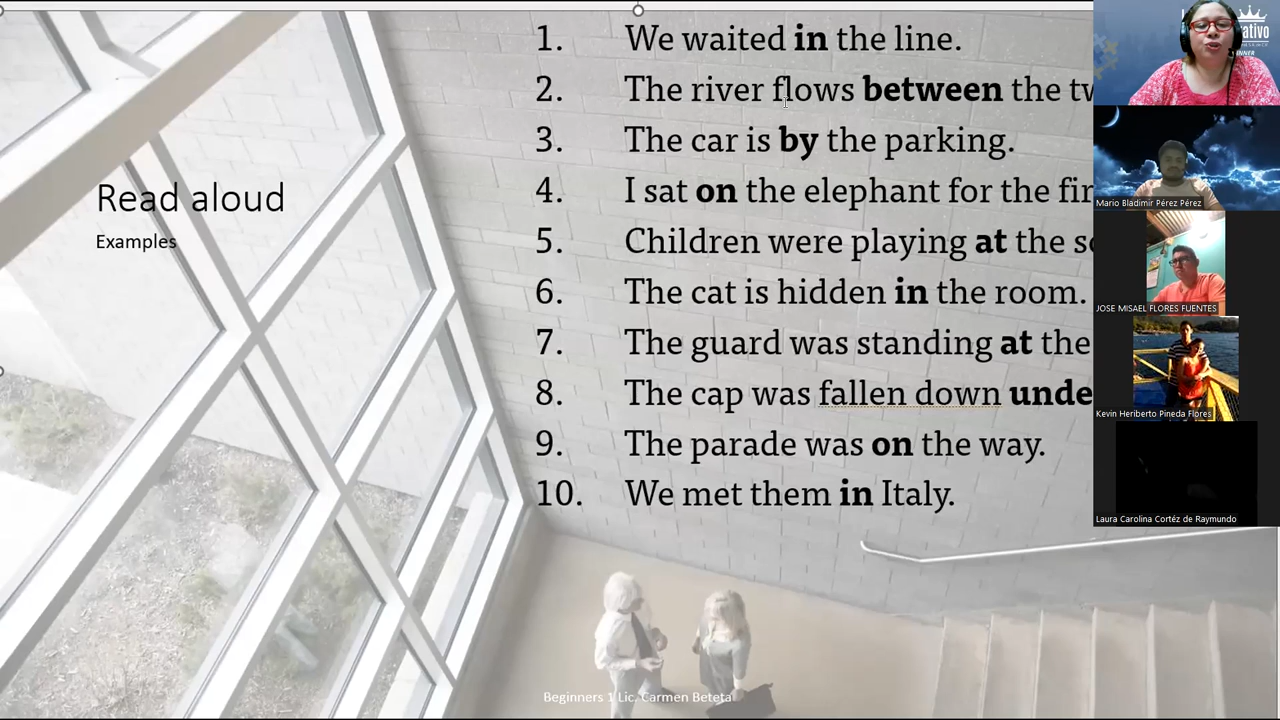 Read aloud
Examples
1. We waited in the line.
2. The river flows between the
3. The car is by the parking.
4. I sat on the elephant for the
5. Children were playing at the
6. The cat is hidden in the room.
7. The guard was standing at the
8. The cap was fallen down
9. The parade was on the way.
10. We met them in Italy.
Beginners 1 Lic. Carmen Beteta
Mario Bladimir Pérez Pérez
JOSE MISAEL FLORES FUENTES
Kevin Heriberto Pineda Flores
Laura Carolina Cortéz de Raymundo